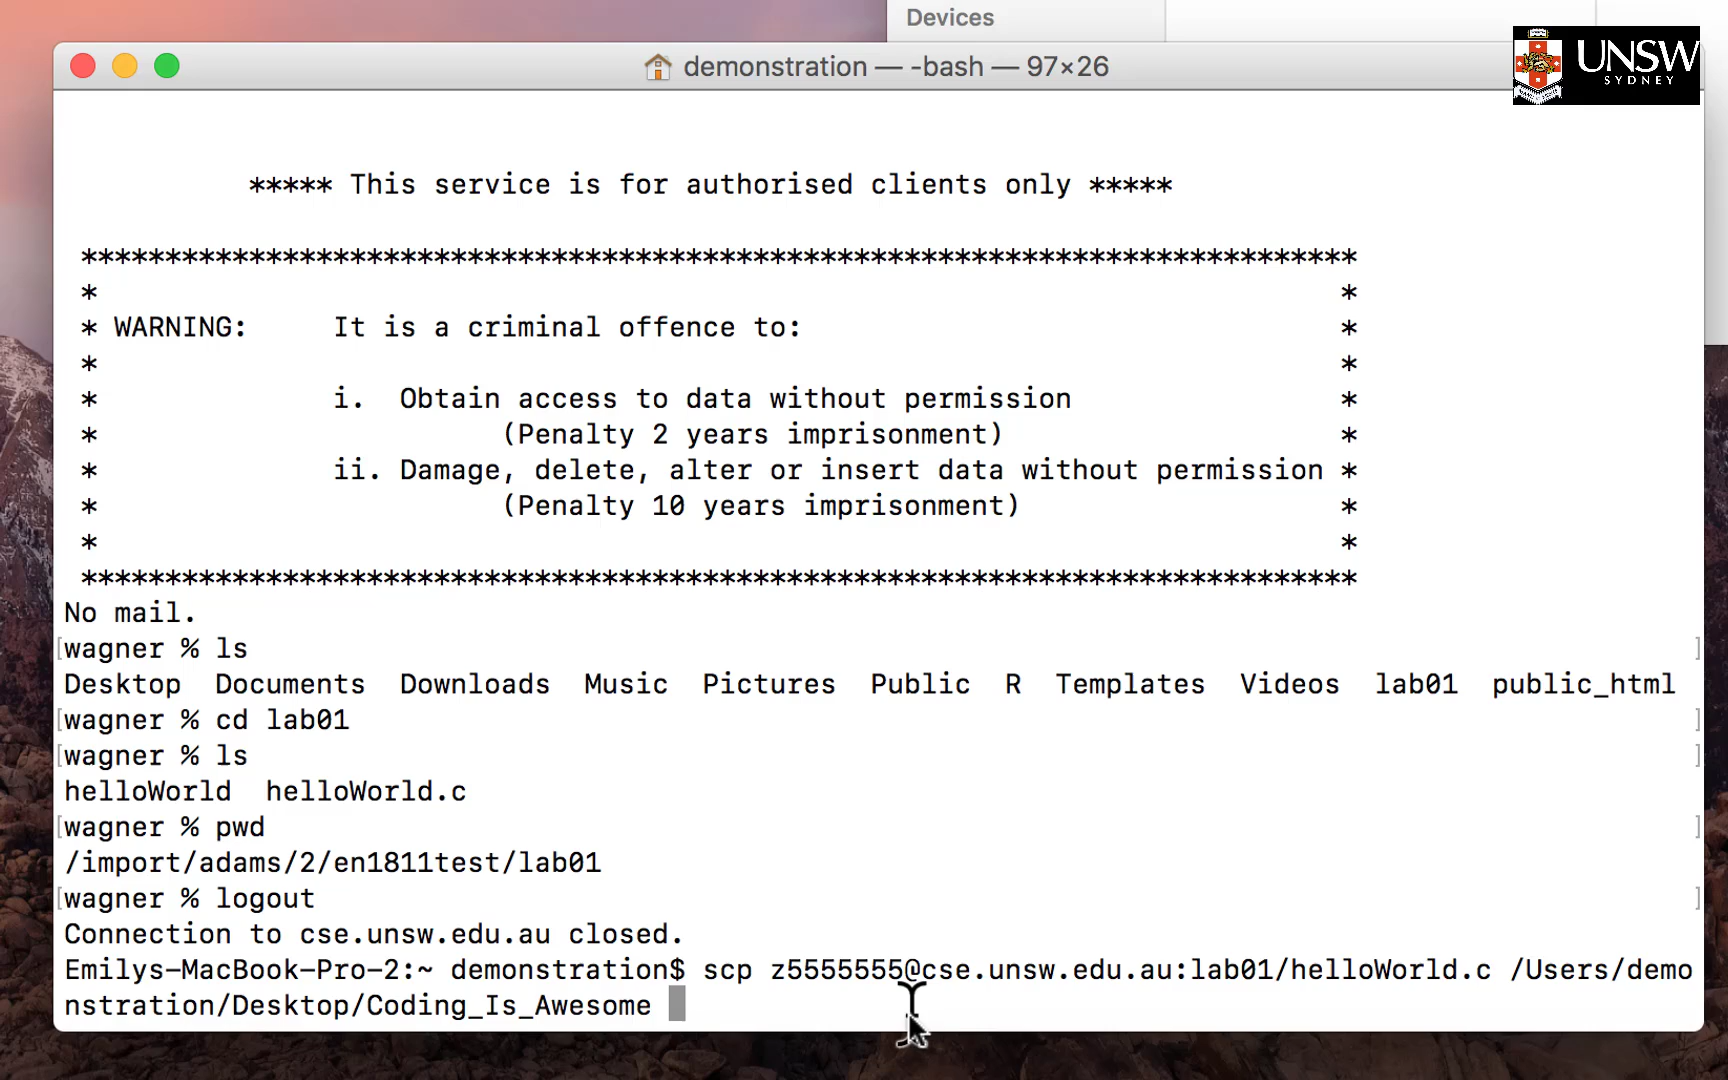 Devices
demonstration — -bash — 97×26
UNSW
SYDNEY
***** This service is for authorised clients only *****
****************************************************************************
* *
* WARNING: It is a criminal offence to: *
* *
* i. Obtain access to data without permission *
* (Penalty 2 years imprisonment) *
* ii. Damage, delete, alter or insert data without permission *
* (Penalty 10 years imprisonment) *
* *
****************************************************************************
No mail.
[wagner % ls ]
Desktop Documents Downloads Music Pictures Public R Templates Videos lab01 public_html
[wagner % cd lab01 ]
[wagner % ls ]
helloWorld helloWorld.c
[wagner % pwd ]
/import/adams/2/en1811test/lab01
[wagner % logout ]
Connection to cse.unsw.edu.au closed.
Emilys-MacBook-Pro-2:~ demonstration$ scp z5555555@cse.unsw.edu.au:lab01/helloWorld.c /Users/demo
nstration/Desktop/Coding_Is_Awesome